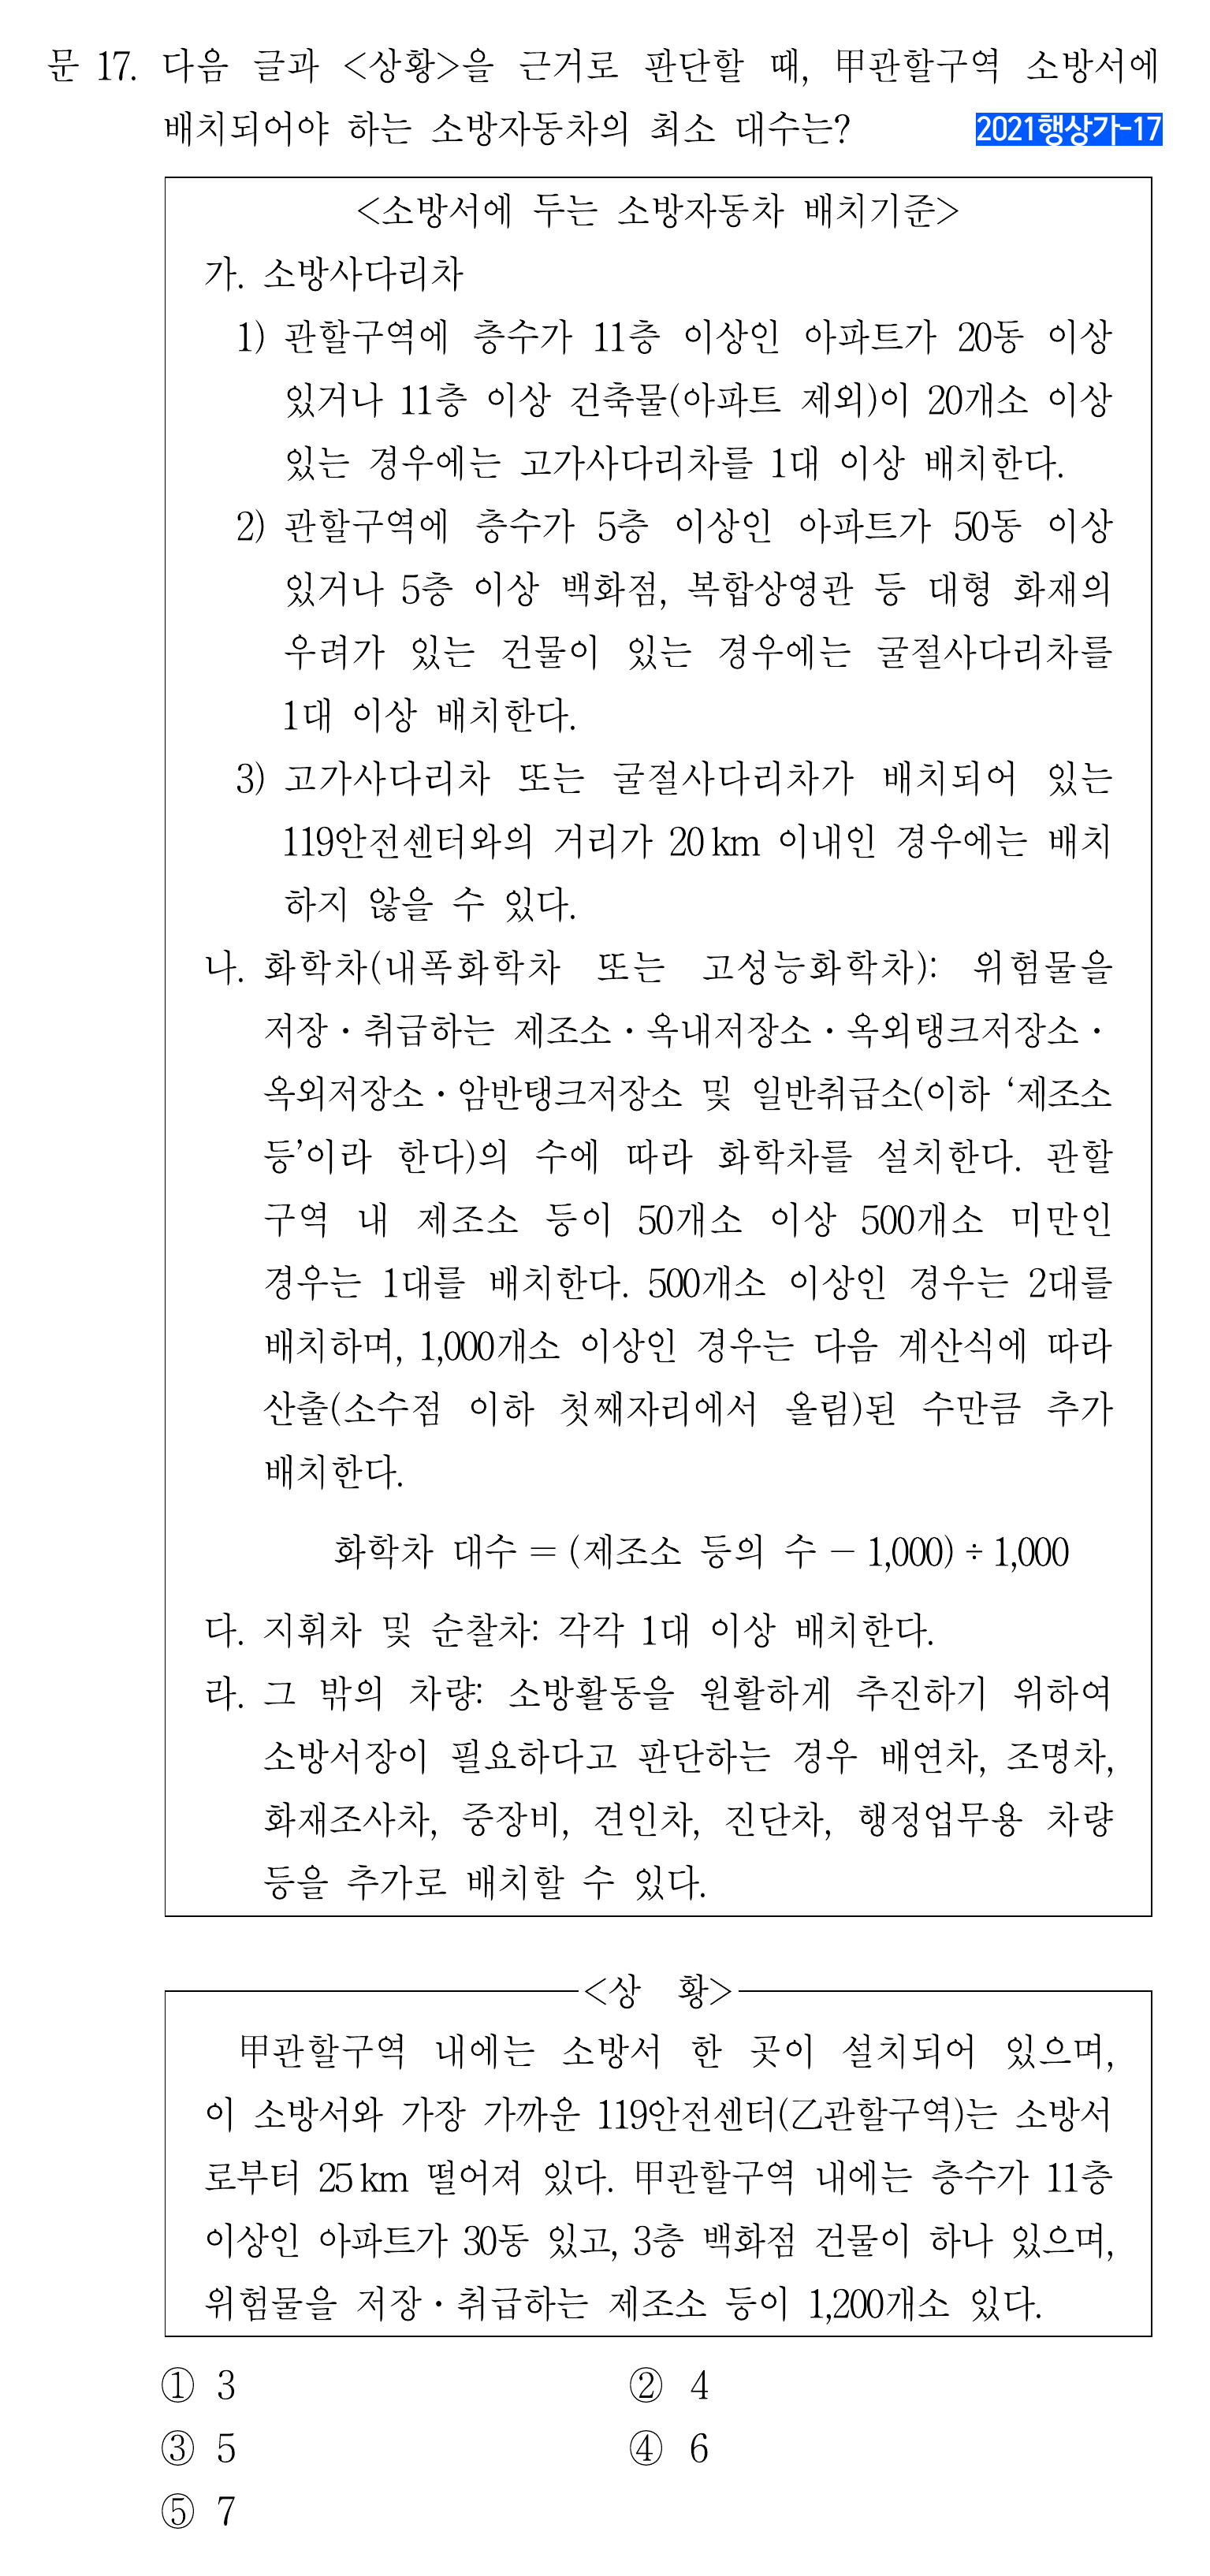 문 17. 다음 글과 <상황>을 근거로 판단할 때, 甲관할구역 소방서에
배치되어야 하는 소방자동차의 최소 대수는?
2021행상가-17
<소방서에 두는 소방자동차 배치기준>
가. 소방사다리차
1) 관할구역에 층수가 11층 이상인 아파트가 20동 이상
있거나 11층 이상 건축물(아파트 제외)이 20개소 이상
있는 경우에는 고가사다리차를 1대 이상 배치한다.
2) 관할구역에 층수가 5층 이상인 아파트가 50동 이상
있거나 5층 이상 백화점, 복합상영관 등 대형 화재의
우려가 있는 건물이 있는 경우에는 굴절사다리차를
1대 이상 배치한다.
3) 고가사다리차 또는 굴절사다리차가 배치되어 있는
119안전센터와의 거리가 20km 이내인 경우에는 배치
하지 않을 수 있다.
나. 화학차(내폭화학차 또는 고성능화학차): 위험물을
저장·취급하는 제조소·옥내저장소·옥외탱크저장소·
옥외저장소·암반탱크저장소 및 일반취급소(이하 ‘제조소
등’이라 한다)의 수에 따라 화학차를 설치한다. 관할
구역 내 제조소 등이 50개소 이상 500개소 미만인
경우는 1대를 배치한다. 500개소 이상인 경우는 2대를
배치하며, 1,000개소 이상인 경우는 다음 계산식에 따라
산출(소수점 이하 첫째자리에서 올림)된 수만큼 추가
배치한다.
화학차 대수 = (제조소 등의 수 − 1,000) ÷ 1,000
다. 지휘차 및 순찰차: 각각 1대 이상 배치한다.
라. 그 밖의 차량: 소방활동을 원활하게 추진하기 위하여
소방서장이 필요하다고 판단하는 경우 배연차, 조명차,
화재조사차, 중장비, 견인차, 진단차, 행정업무용 차량
등을 추가로 배치할 수 있다.
<상 황>
甲관할구역 내에는 소방서 한 곳이 설치되어 있으며,
이 소방서와 가장 가까운 119안전센터(乙관할구역)는 소방서
로부터 25km 떨어져 있다. 甲관할구역 내에는 층수가 11층
이상인 아파트가 30동 있고, 3층 백화점 건물이 하나 있으며,
위험물을 저장·취급하는 제조소 등이 1,200개소 있다.
① 3 ② 4
③ 5 ④ 6
⑤ 7